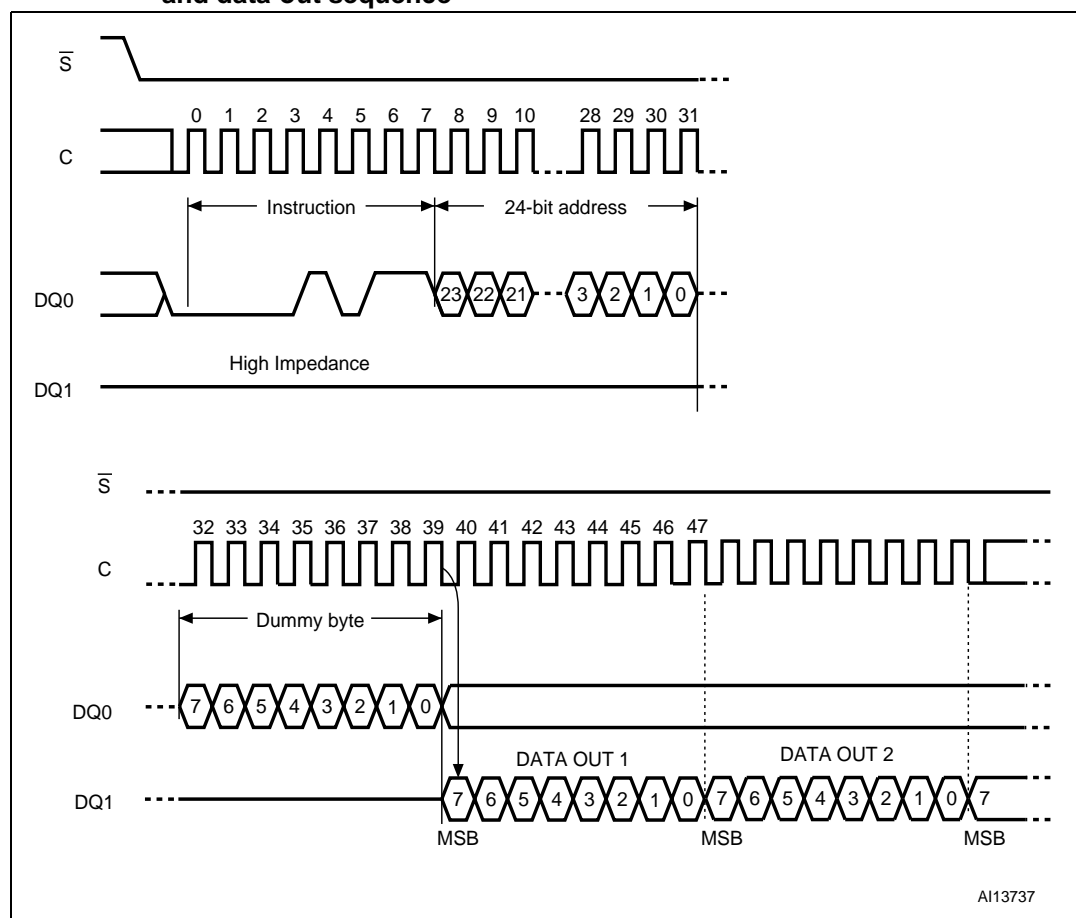 and data-out sequence
S
0 1 2 3 4 5 6 7 8 9 10 28 29 30 31
C
Instruction 24-bit address
DQ0 23 22 21 3 2 1 0
High Impedance
DQ1
S
32 33 34 35 36 37 38 39 40 41 42 43 44 45 46 47
C
Dummy byte
DQ0 7 6 5 4 3 2 1 0
DATA OUT 1 DATA OUT 2
DQ1 7 6 5 4 3 2 1 0 7 6 5 4 3 2 1 0 7
MSB MSB MSB
AI13737